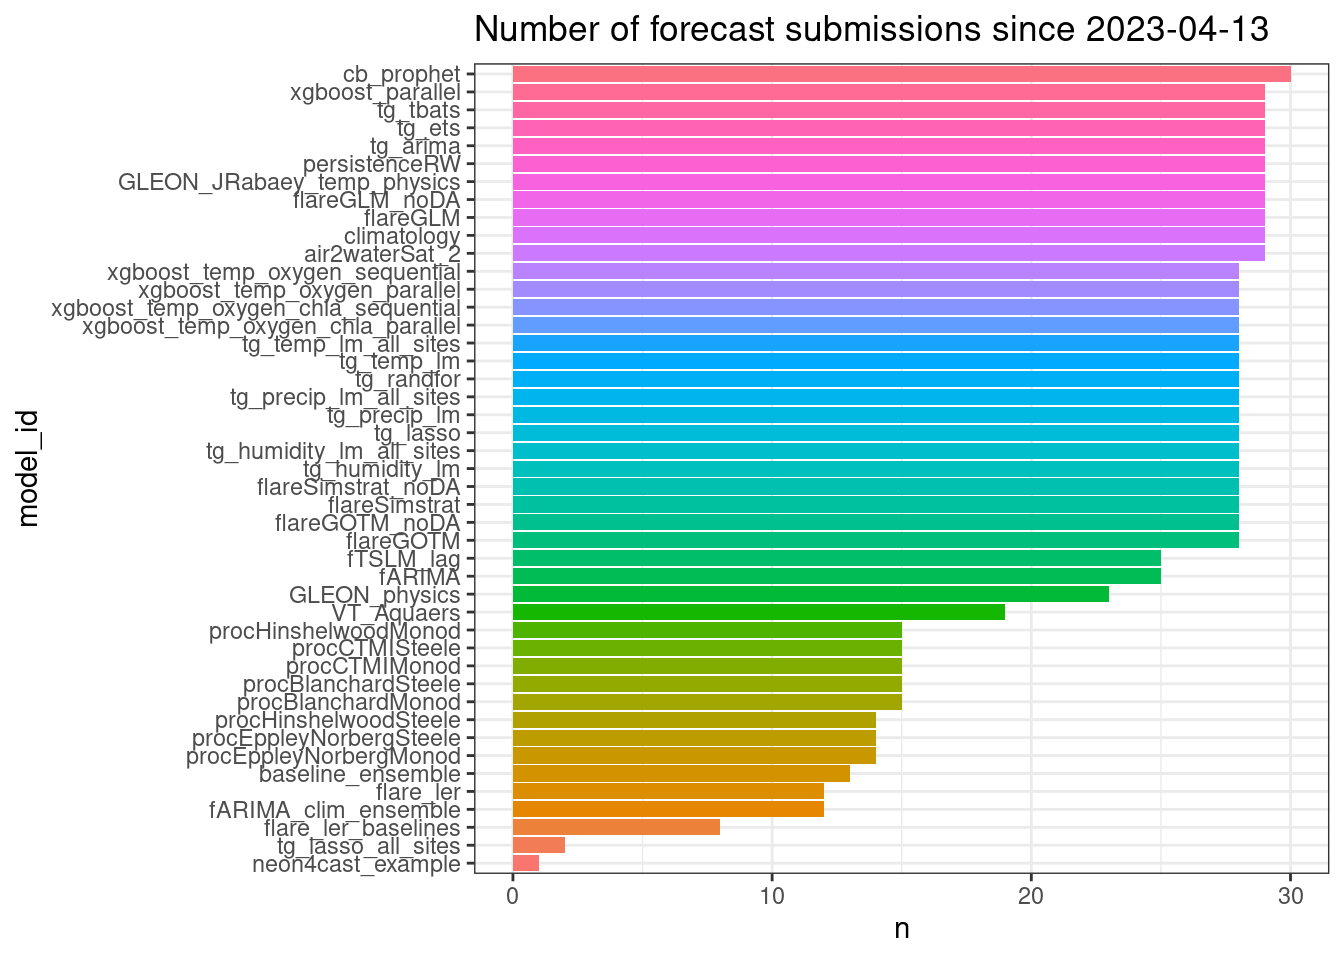 Number of forecast submissions since 2023-04-13
cb_prophet
xgboost_parallel
tg_tbats
tg_ets
tg_arima
persistenceRW
GLEON_JRabaey_temp_physics
flareGLM_noDA
flareGLM
climatology
air2waterSat_2
xgboost_temp_oxygen_sequential
xgboost_temp_oxygen_parallel
xgboost_temp_oxygen_chla_sequential
xgboost_temp_oxygen_chla_parallel
tg_temp_lm_all_sites
tg_temp_lm
tg_randfor
tg_precip_lm_all_sites
tg_precip_lm
tg_lasso
tg_humidity_lm_all_sites
tg_humidity_lm
flareSimstrat_noDA
flareSimstrat
flareGOTM_noDA
flareGOTM
fTSLM_lag
fARIMA
GLEON_physics
VT_Aquaers
procHinshelwoodMonod
procCTMISteele
procCTMIMonod
procBlanchardSteele
procBlanchardMonod
procHinshelwoodSteele
procEppleyNorbergSteele
procEppleyNorbergMonod
baseline_ensemble
flare_ler
fARIMA_clim_ensemble
flare_ler_baselines
tg_lasso_all_sites
neon4cast_example
model_id
0 10 20 30
n